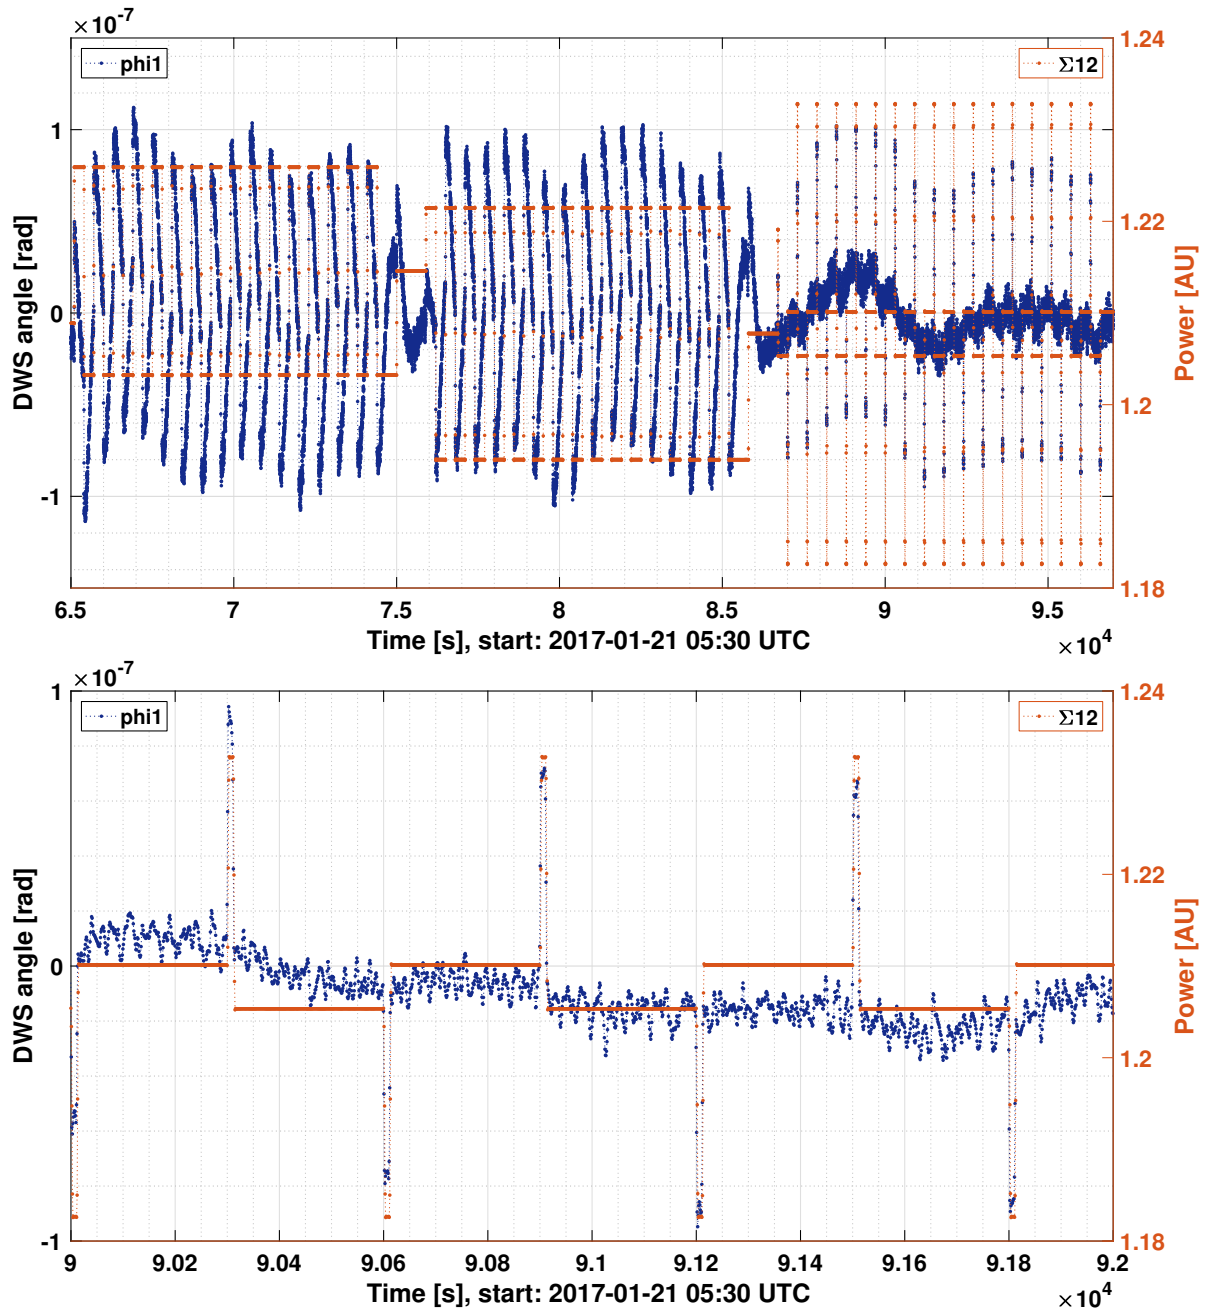 ×10⁻⁷
1.24
phi1
Σ12
1
1.22
0
1.2
-1
1.18
DWS angle [rad]
Power [AU]
6.5 7 7.5 8 8.5 9 9.5
Time [s], start: 2017-01-21 05:30 UTC
×10⁴
×10⁻⁷
1 1.24
phi1
Σ12
1.22
0
1.2
-1 1.18
DWS angle [rad]
Power [AU]
9 9.02 9.04 9.06 9.08 9.1 9.12 9.14 9.16 9.18 9.2
Time [s], start: 2017-01-21 05:30 UTC
×10⁴